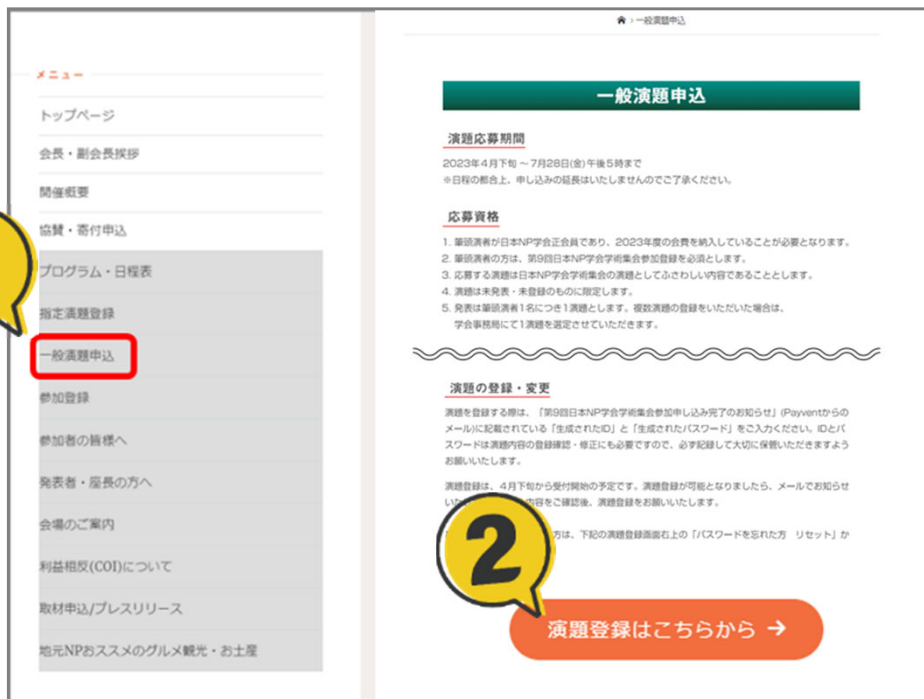 メニュー
トップページ
会長・副会長挨拶
開催概要
協賛・寄付申込
プログラム・日程表
指定演題登録
一般演題申込
参加登録
参加者の皆様へ
発表者・座長の方へ
会場のご案内
利益相反(COI)について
取材申込/プレスリリース
地元NPおススメのグルメ観光・お土産
› 一般演題申込
一般演題申込
演題応募期間
2023年4月下旬 ～ 7月28日(金)午後5時まで
※日程の都合上、申し込みの延長はいたしませんのでご了承ください。
応募資格
1. 筆頭演者が日本NP学会正会員であり、2023年度の会費を納入していることが必要となります。
2. 筆頭演者の方は、第9回日本NP学会学術集会参加登録を必須とします。
3. 応募する演題は日本NP学会学術集会の演題としてふさわしい内容であることとします。
4. 演題は未発表・未登録のものに限定します。
5. 発表は筆頭演者1名につき1演題とします。複数演題の登録をいただいた場合は、
学会事務局にて1演題を選定させていただきます。
演題の登録・変更
演題を登録する際は、「第9回日本NP学会学術集会参加申し込み完了のお知らせ」(Payventからの
メール)に記載されている「生成されたID」と「生成されたパスワード」をご入力ください。IDとパ
スワードは演題内容の登録確認・修正にも必要ですので、必ず記録して大切に保管いただきますよう
お願いいたします。
演題登録は、4月下旬から受付開始の予定です。演題登録が可能となりましたら、メールでお知らせ
いた 内容をご確認後、演題登録をお願いいたします。
方は、下記の演題登録画面右上の「パスワードを忘れた方 リセット」か
2
演題登録はこちらから →